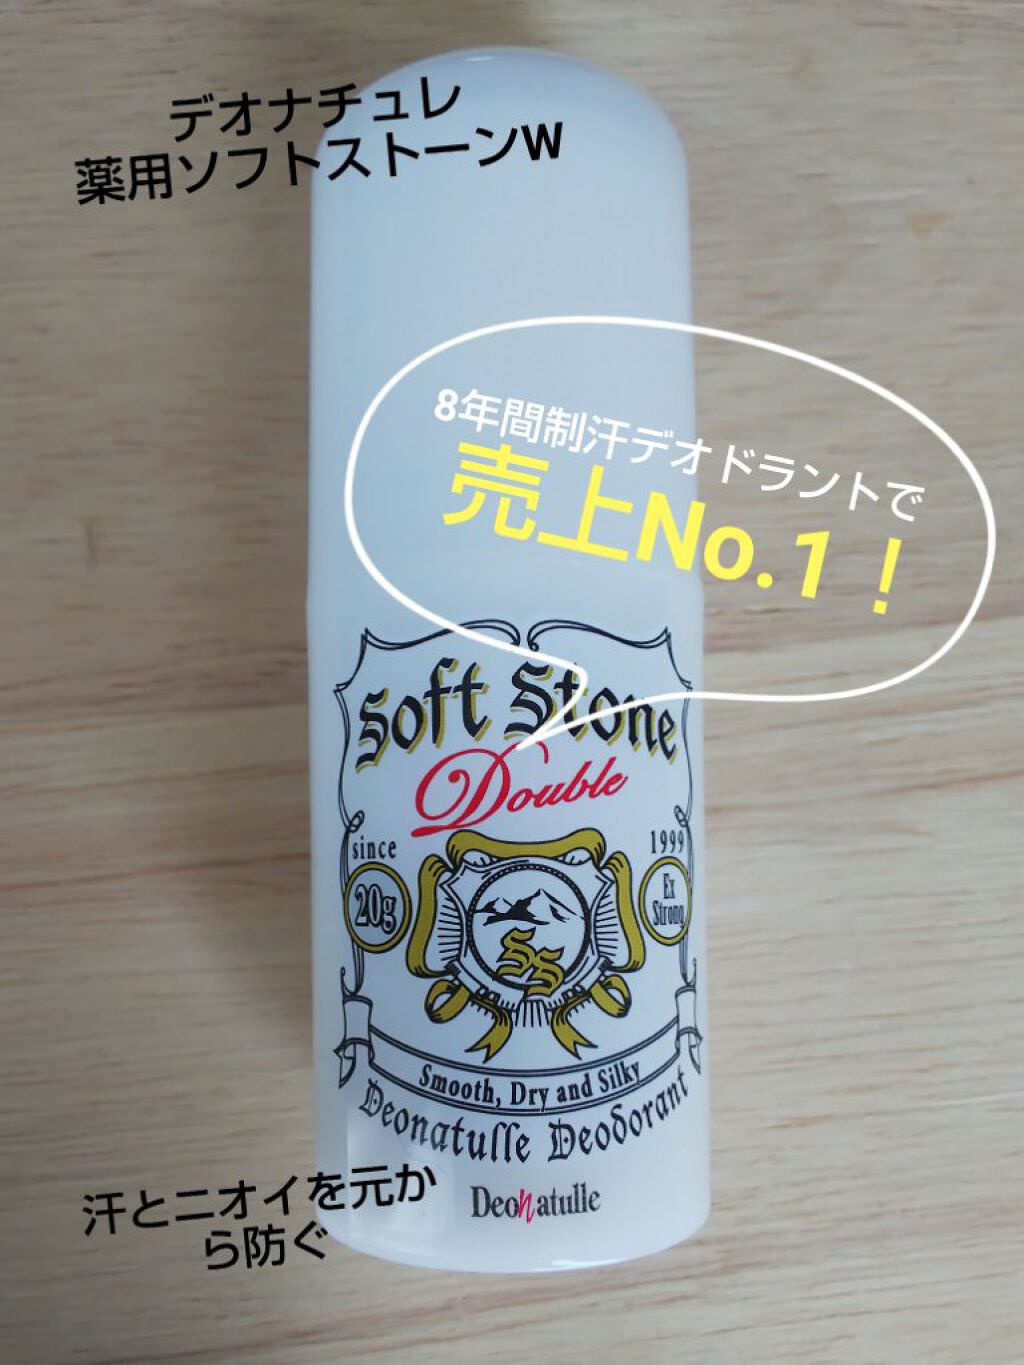 デオナチュレ
薬用ソフトストーンW
8年間制汗デオドラントで
売上No.1！
Soft Stone
Double
since
1999
20g
Ex
Strong
SS
Smooth, Dry and Silky
Deonatulle Deodorant
Deonatulle
汗とニオイを元か
ら防ぐ